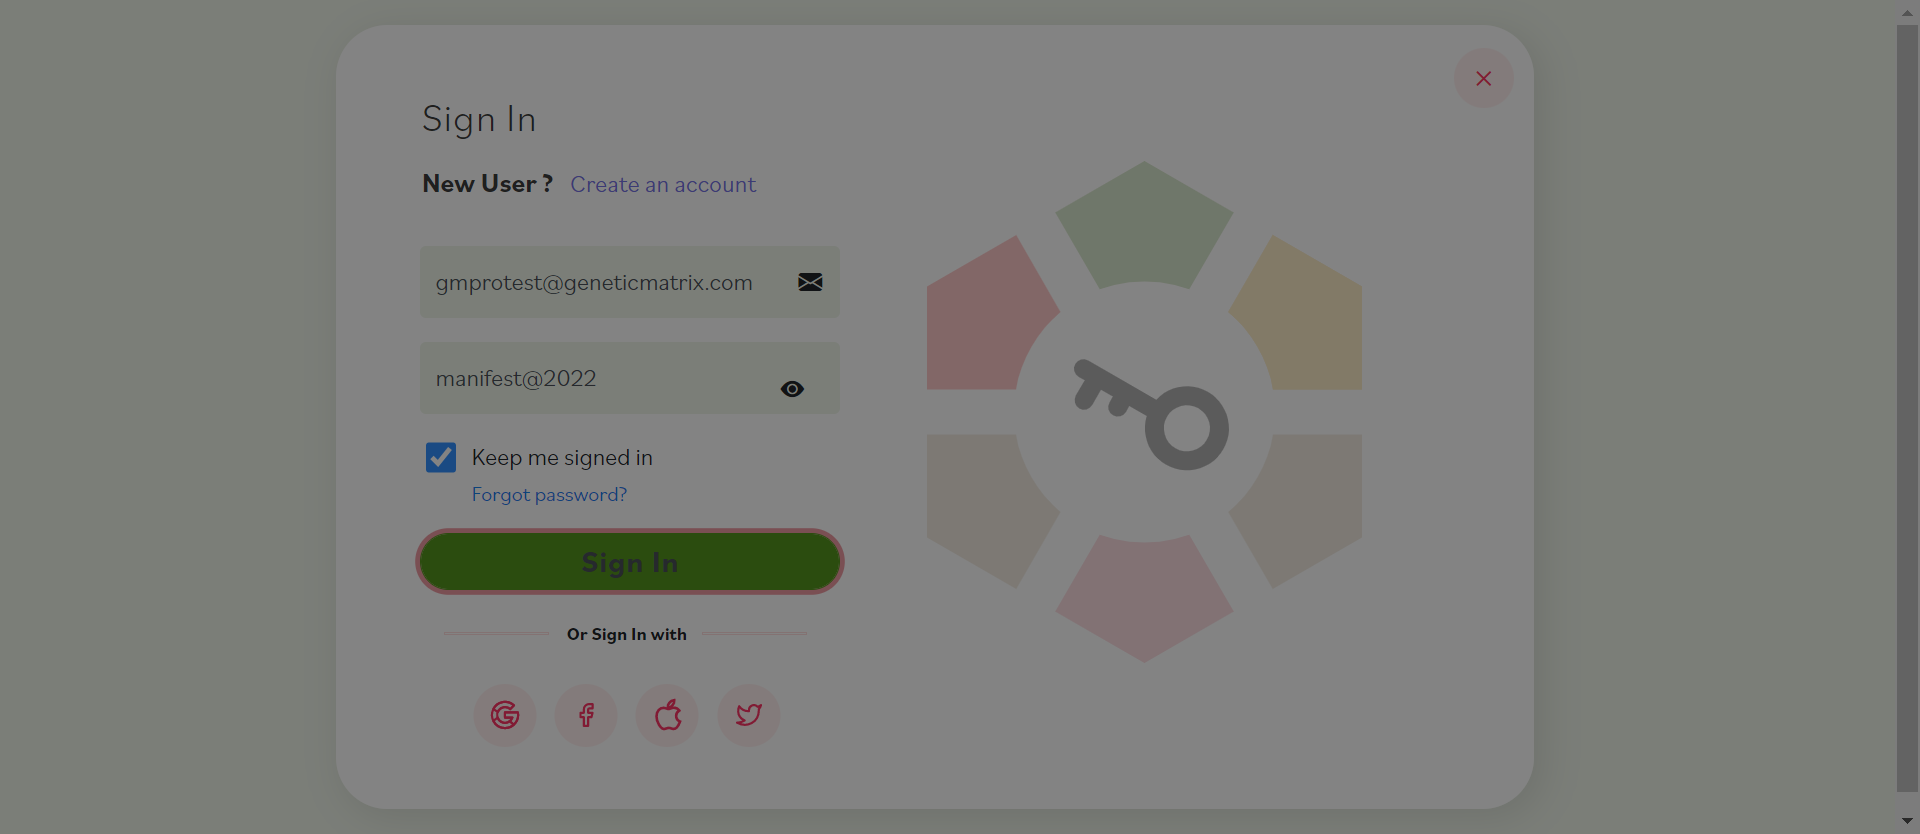 Sign In
New User ? Create an account
gmprotest@geneticmatrix.com
manifest@2022
Keep me signed in
Forgot password?
Sign In
Or Sign In with